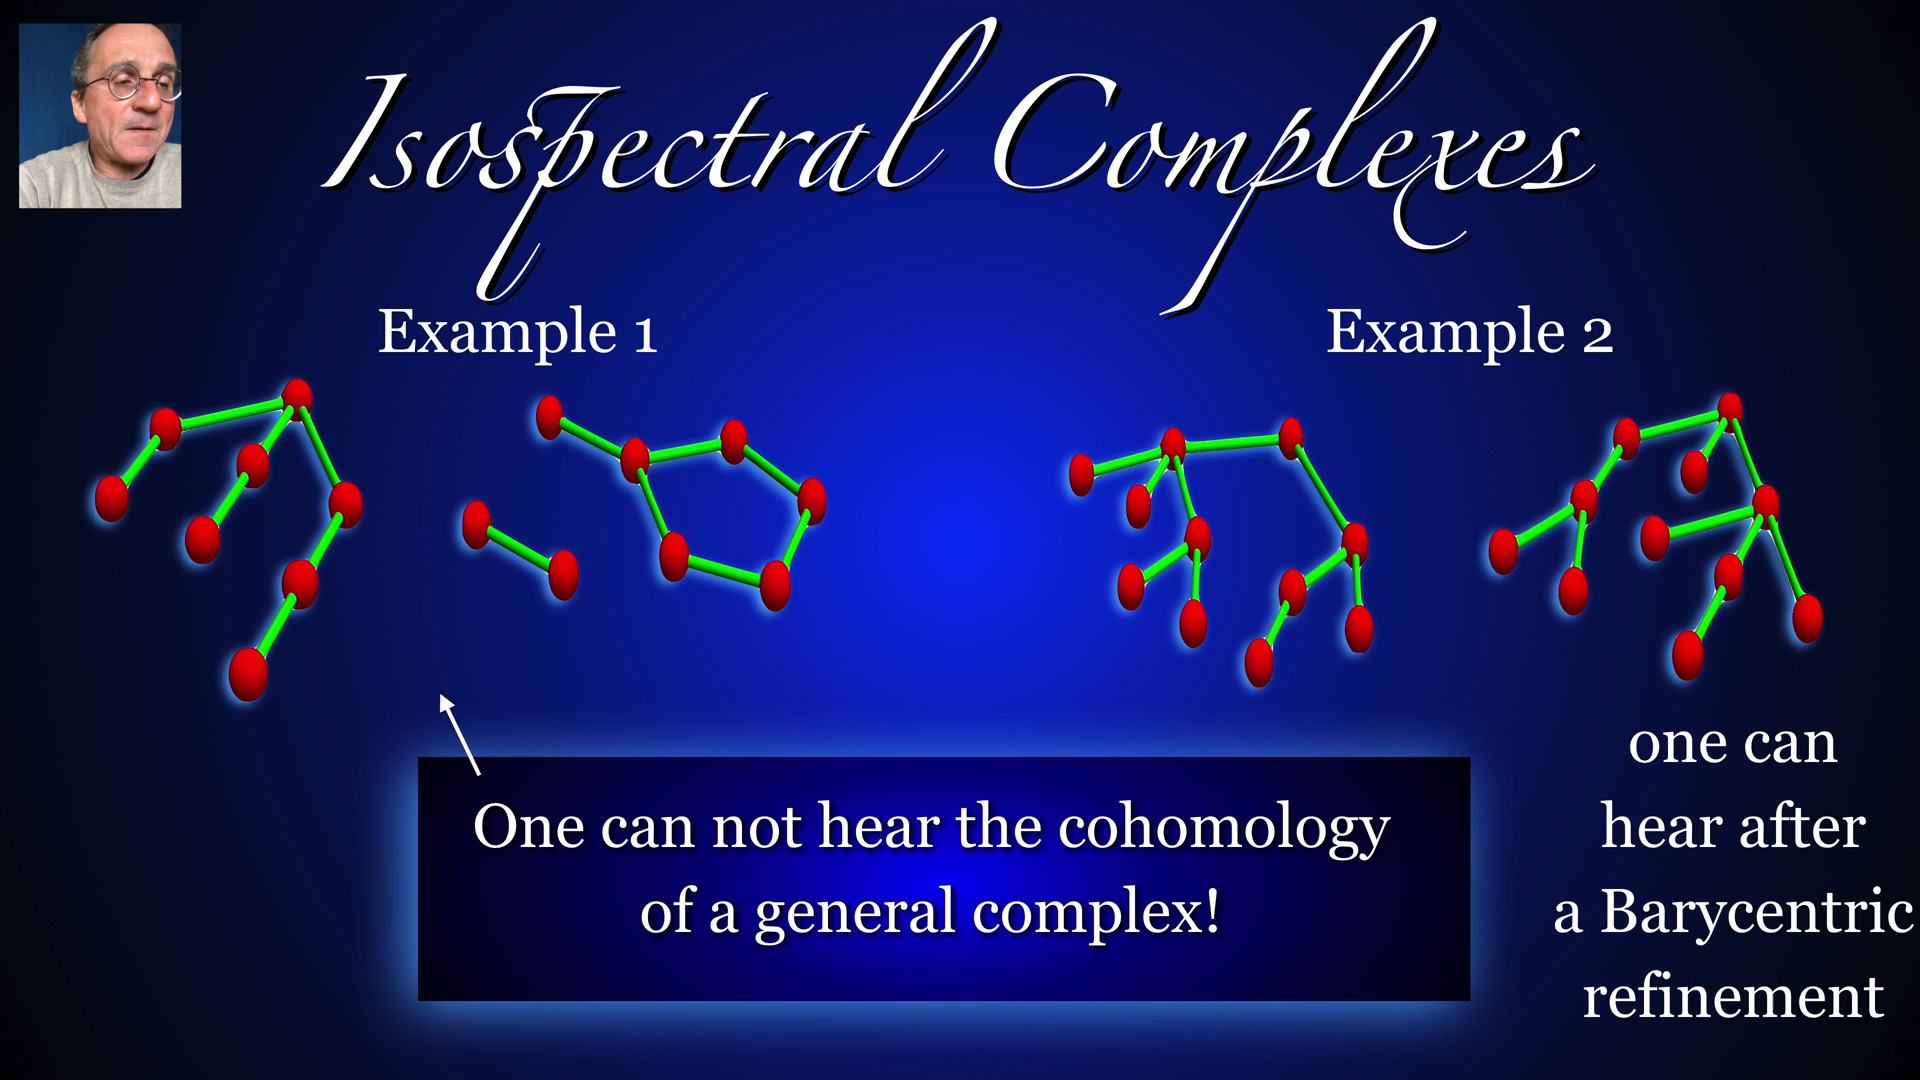 Isospectral Complexes
Example 1
Example 2
One can not hear the cohomology
of a general complex!
one can
hear after
a Barycentric
refinement